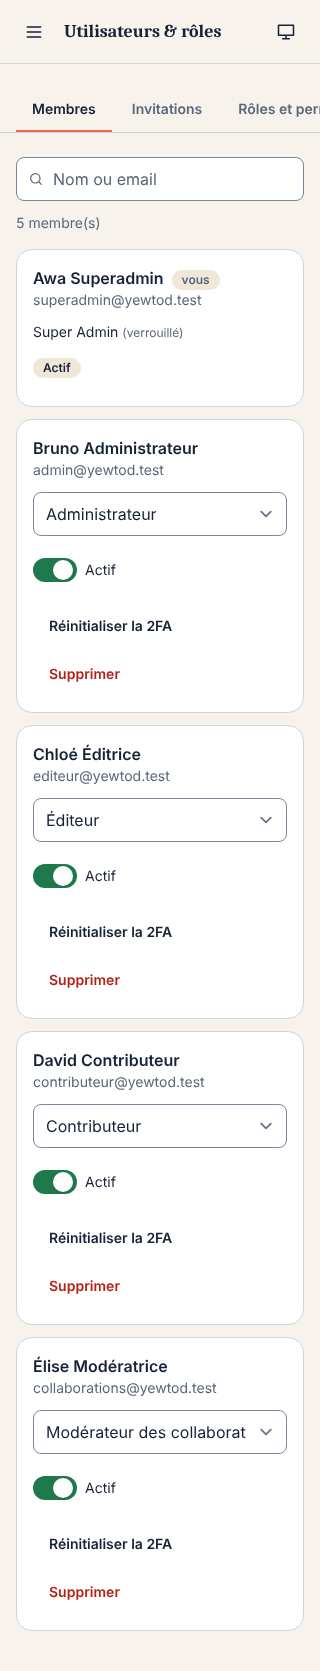 Utilisateurs & rôles
Membres Invitations Rôles et per
Nom ou email
5 membre(s)
Awa Superadmin vous
superadmin@yewtod.test
Super Admin (verrouillé)
Actif
Bruno Administrateur
admin@yewtod.test
Administrateur
Actif
Réinitialiser la 2FA
Supprimer
Chloé Éditrice
editeur@yewtod.test
Éditeur
Actif
Réinitialiser la 2FA
Supprimer
David Contributeur
contributeur@yewtod.test
Contributeur
Actif
Réinitialiser la 2FA
Supprimer
Élise Modératrice
collaborations@yewtod.test
Modérateur des collaborat
Actif
Réinitialiser la 2FA
Supprimer